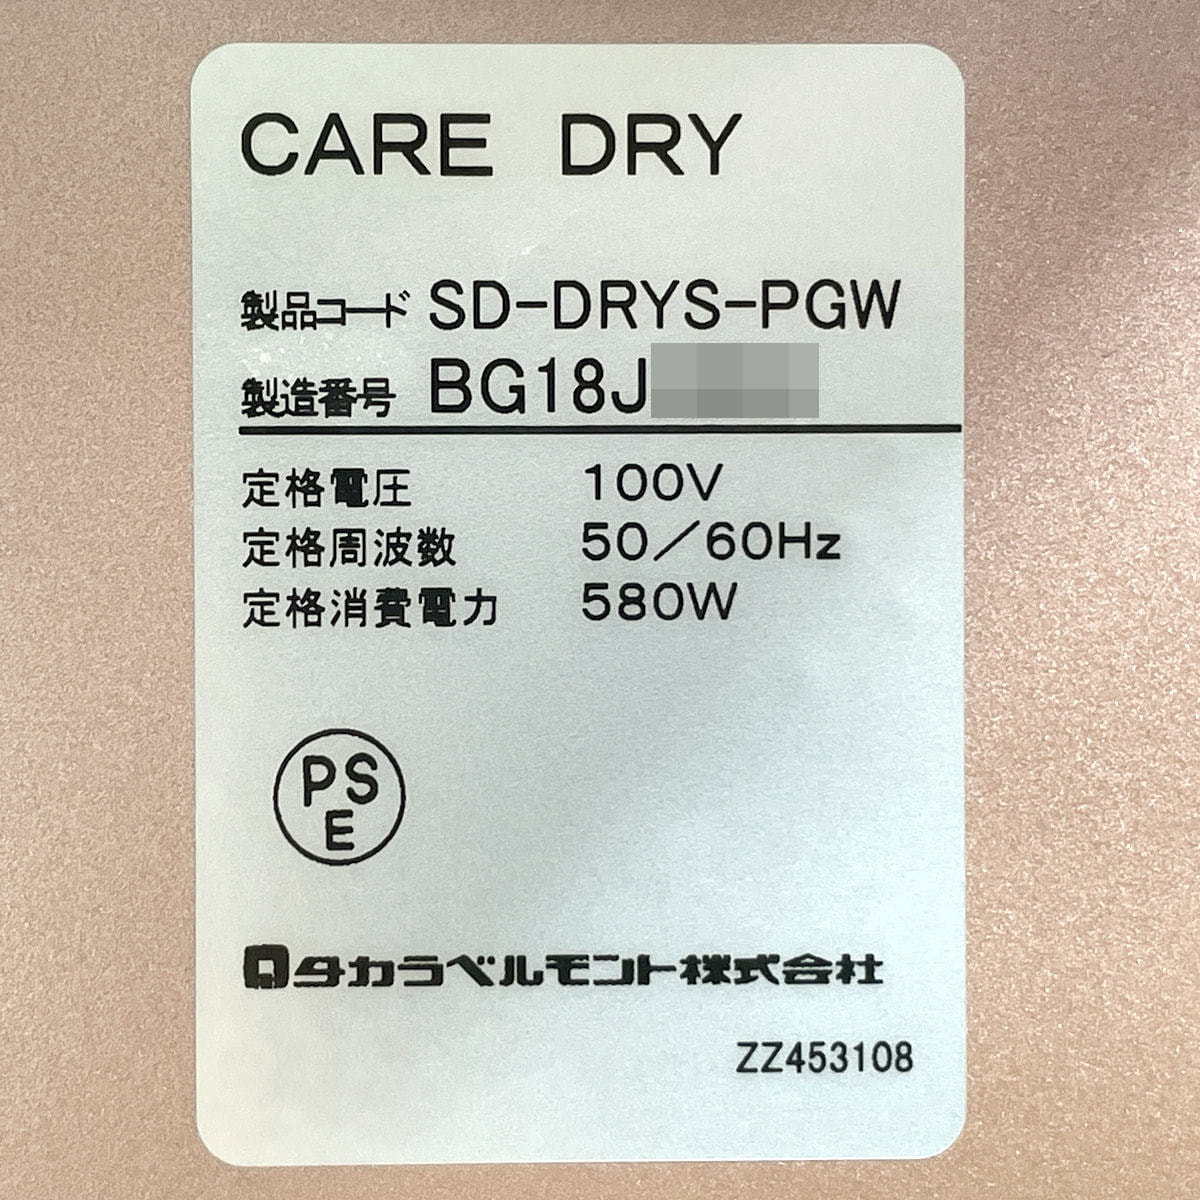 CARE DRY
製品コード SD-DRYS-PGW
製造番号 BG18J
定格電圧 100V
定格周波数 50/60Hz
定格消費電力 580W
PS
E
タカラベルモント株式会社
ZZ453108